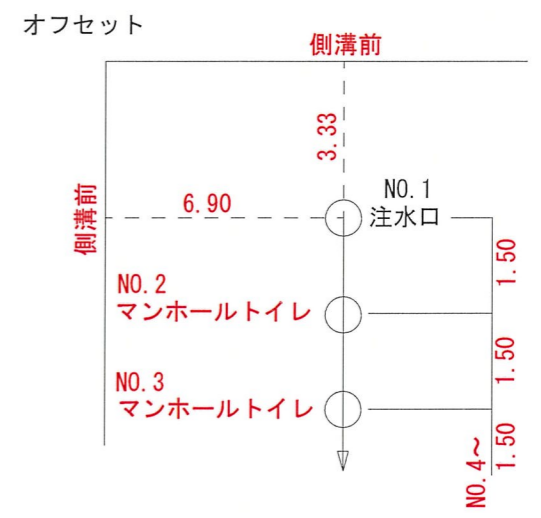 オフセット
側溝前
3.33
側溝前
6.90
NO.1
注水口
1.50
NO.2
マンホールトイレ
1.50
NO.3
マンホールトイレ
NO.4~
1.50